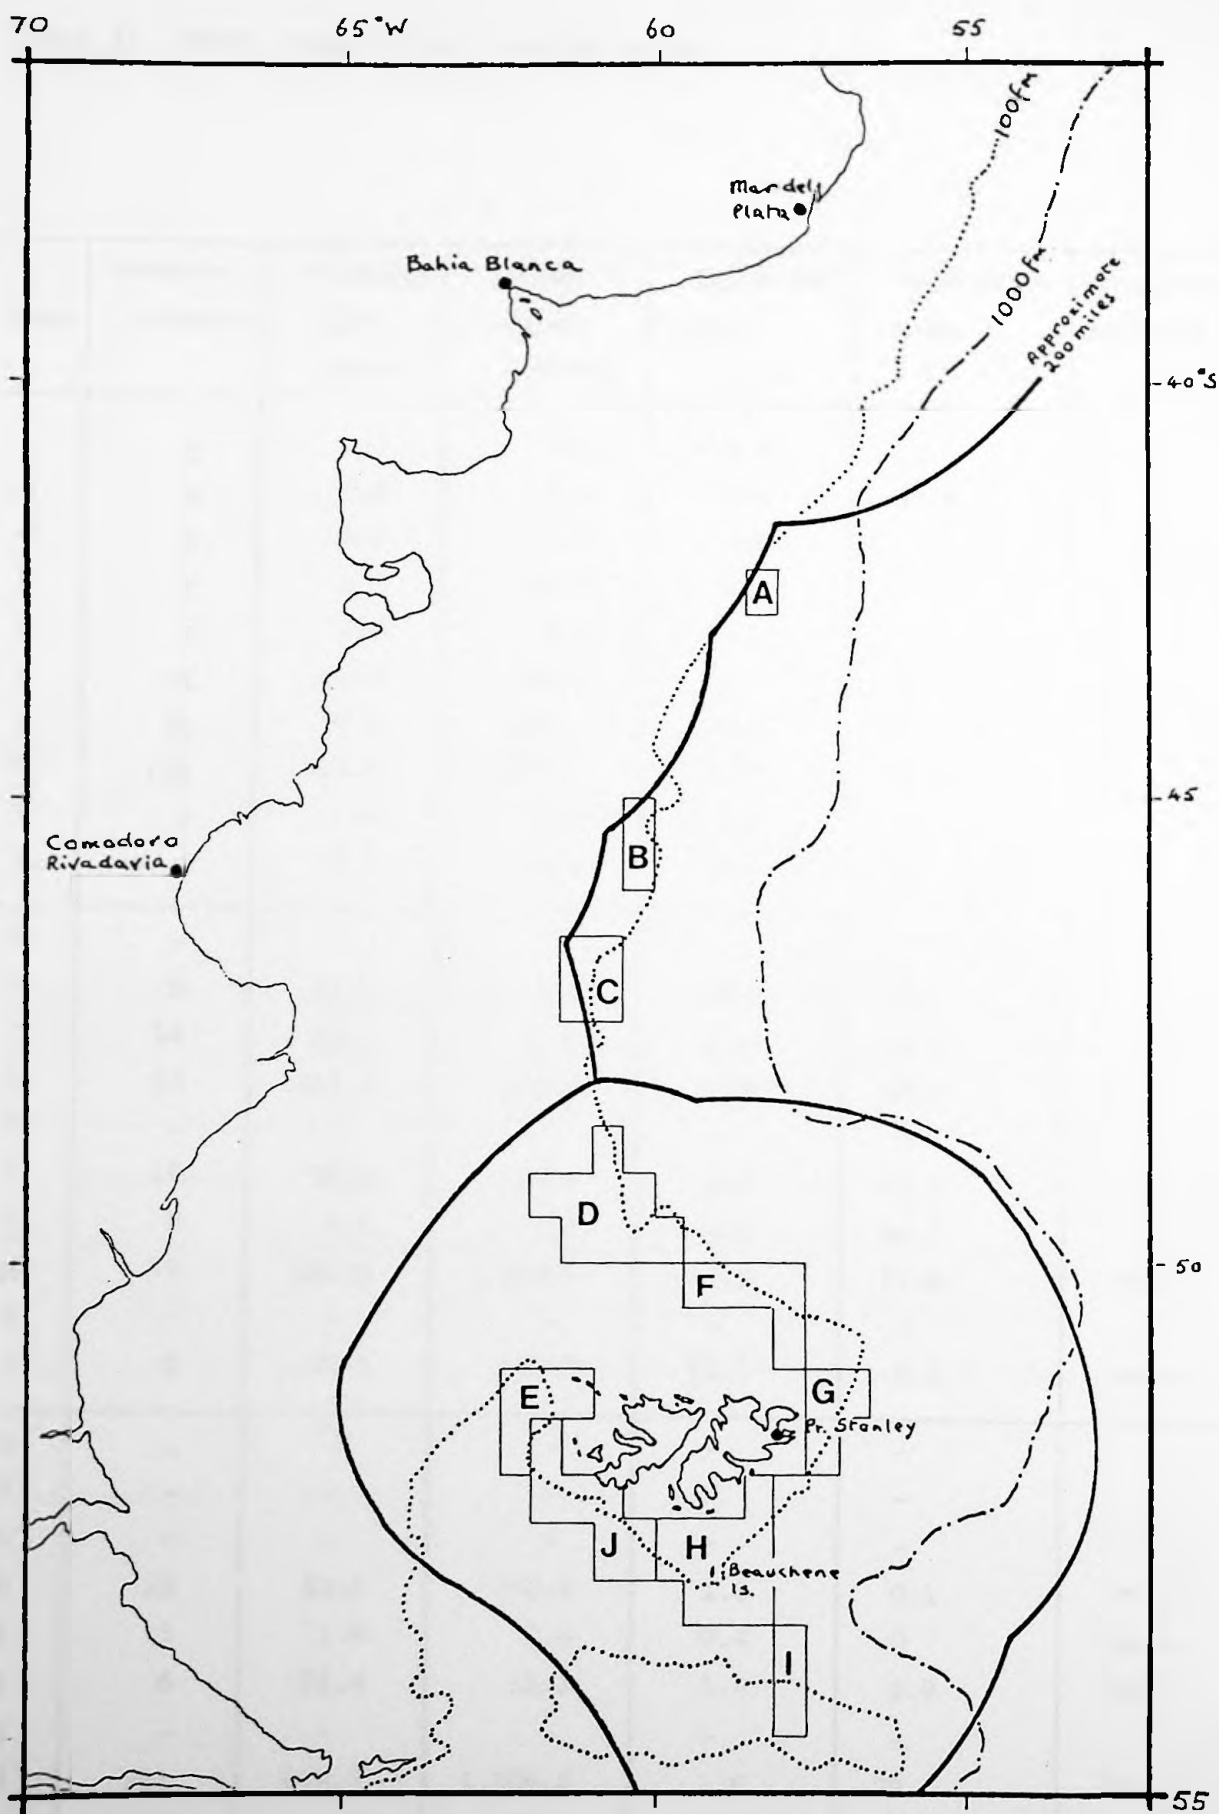 70 65°W 60 55
100fm
Mar del
Plata
Bahia Blanca
1000fm
Approximate
200 miles
40°S
A
45
Comodoro
Rivadavia
B
C
D
50
F
E
G
Pt. Stanley
J
H
Beauchene
Is.
I
55